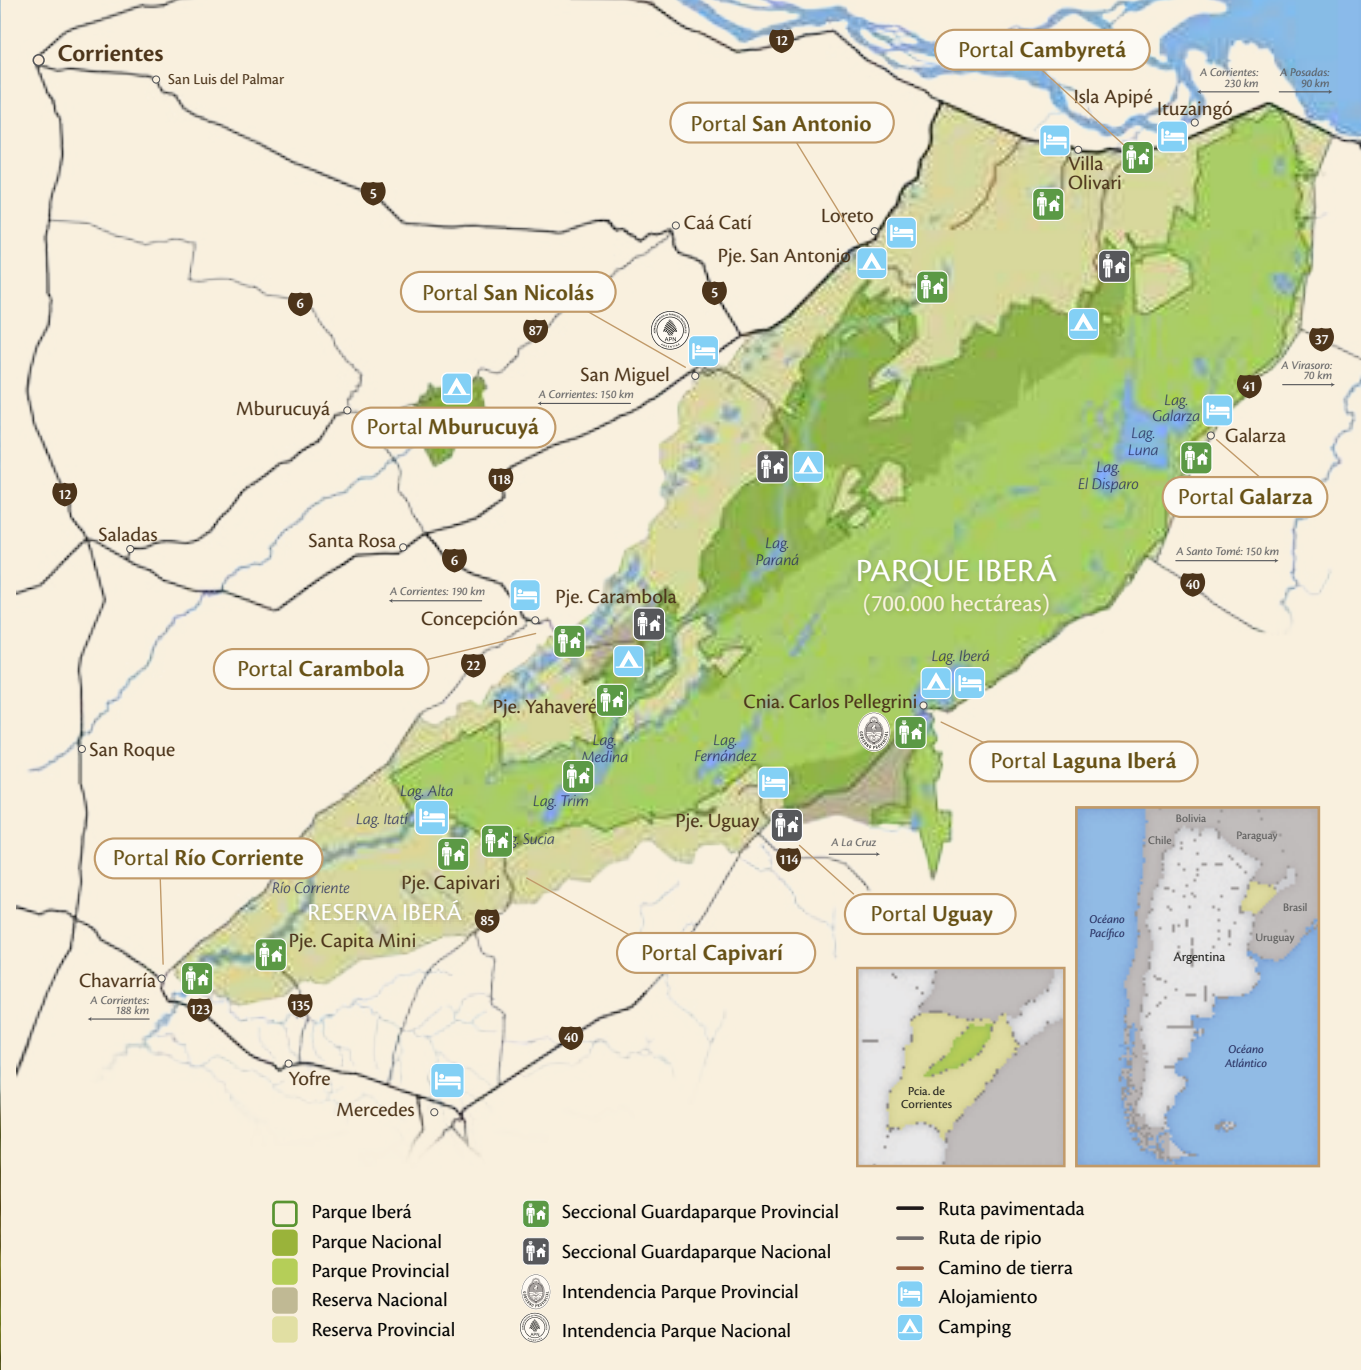 Corrientes
San Luis del Palmar
12
Portal Cambyretá
A Corrientes:
230 km
A Posadas:
90 km
Isla Apipé
Ituzaingó
Portal San Antonio
Villa
Olivari
5
Caá Catí
Loreto
Pje. San Antonio
Portal San Nicolás
5
6
87
APN
San Miguel
A Corrientes: 150 km
37
A Virasoro:
70 km
41
Mburucuyá
Portal Mburucuyá
Lag.
Galarza
Lag.
Luna
Galarza
Lag.
El Disparo
118
12
Portal Galarza
Saladas
Santa Rosa
6
Lag.
Paraná
A Santo Tomé: 150 km
PARQUE IBERÁ
(700.000 hectáreas)
40
A Corrientes: 190 km
Pje. Carambola
Concepción
Portal Carambola
22
Lag. Iberá
Pje. Yahaveré
Cnia. Carlos Pellegrini
San Roque
Lag.
Medina
Lag.
Fernández
Portal Laguna Iberá
Lag. Alta
Lag. Itatí
Lag. Trim
Pje. Uguay
g. Sucia
A La Cruz
114
Portal Río Corriente
Río Corriente
Pje. Capivari
RESERVA IBERÁ
85
Portal Uguay
Pje. Capita Mini
Portal Capivarí
Chavarría
A Corrientes:
188 km
123
135
40
Yofre
Mercedes
Pcia. de
Corrientes
Bolivia
Chile
Paraguay
Brasil
Océano
Pacífico
Uruguay
Argentina
Océano
Atlántico
Parque Iberá
Parque Nacional
Parque Provincial
Reserva Nacional
Reserva Provincial
Seccional Guardaparque Provincial
Seccional Guardaparque Nacional
Intendencia Parque Provincial
Intendencia Parque Nacional
Ruta pavimentada
Ruta de ripio
Camino de tierra
Alojamiento
Camping